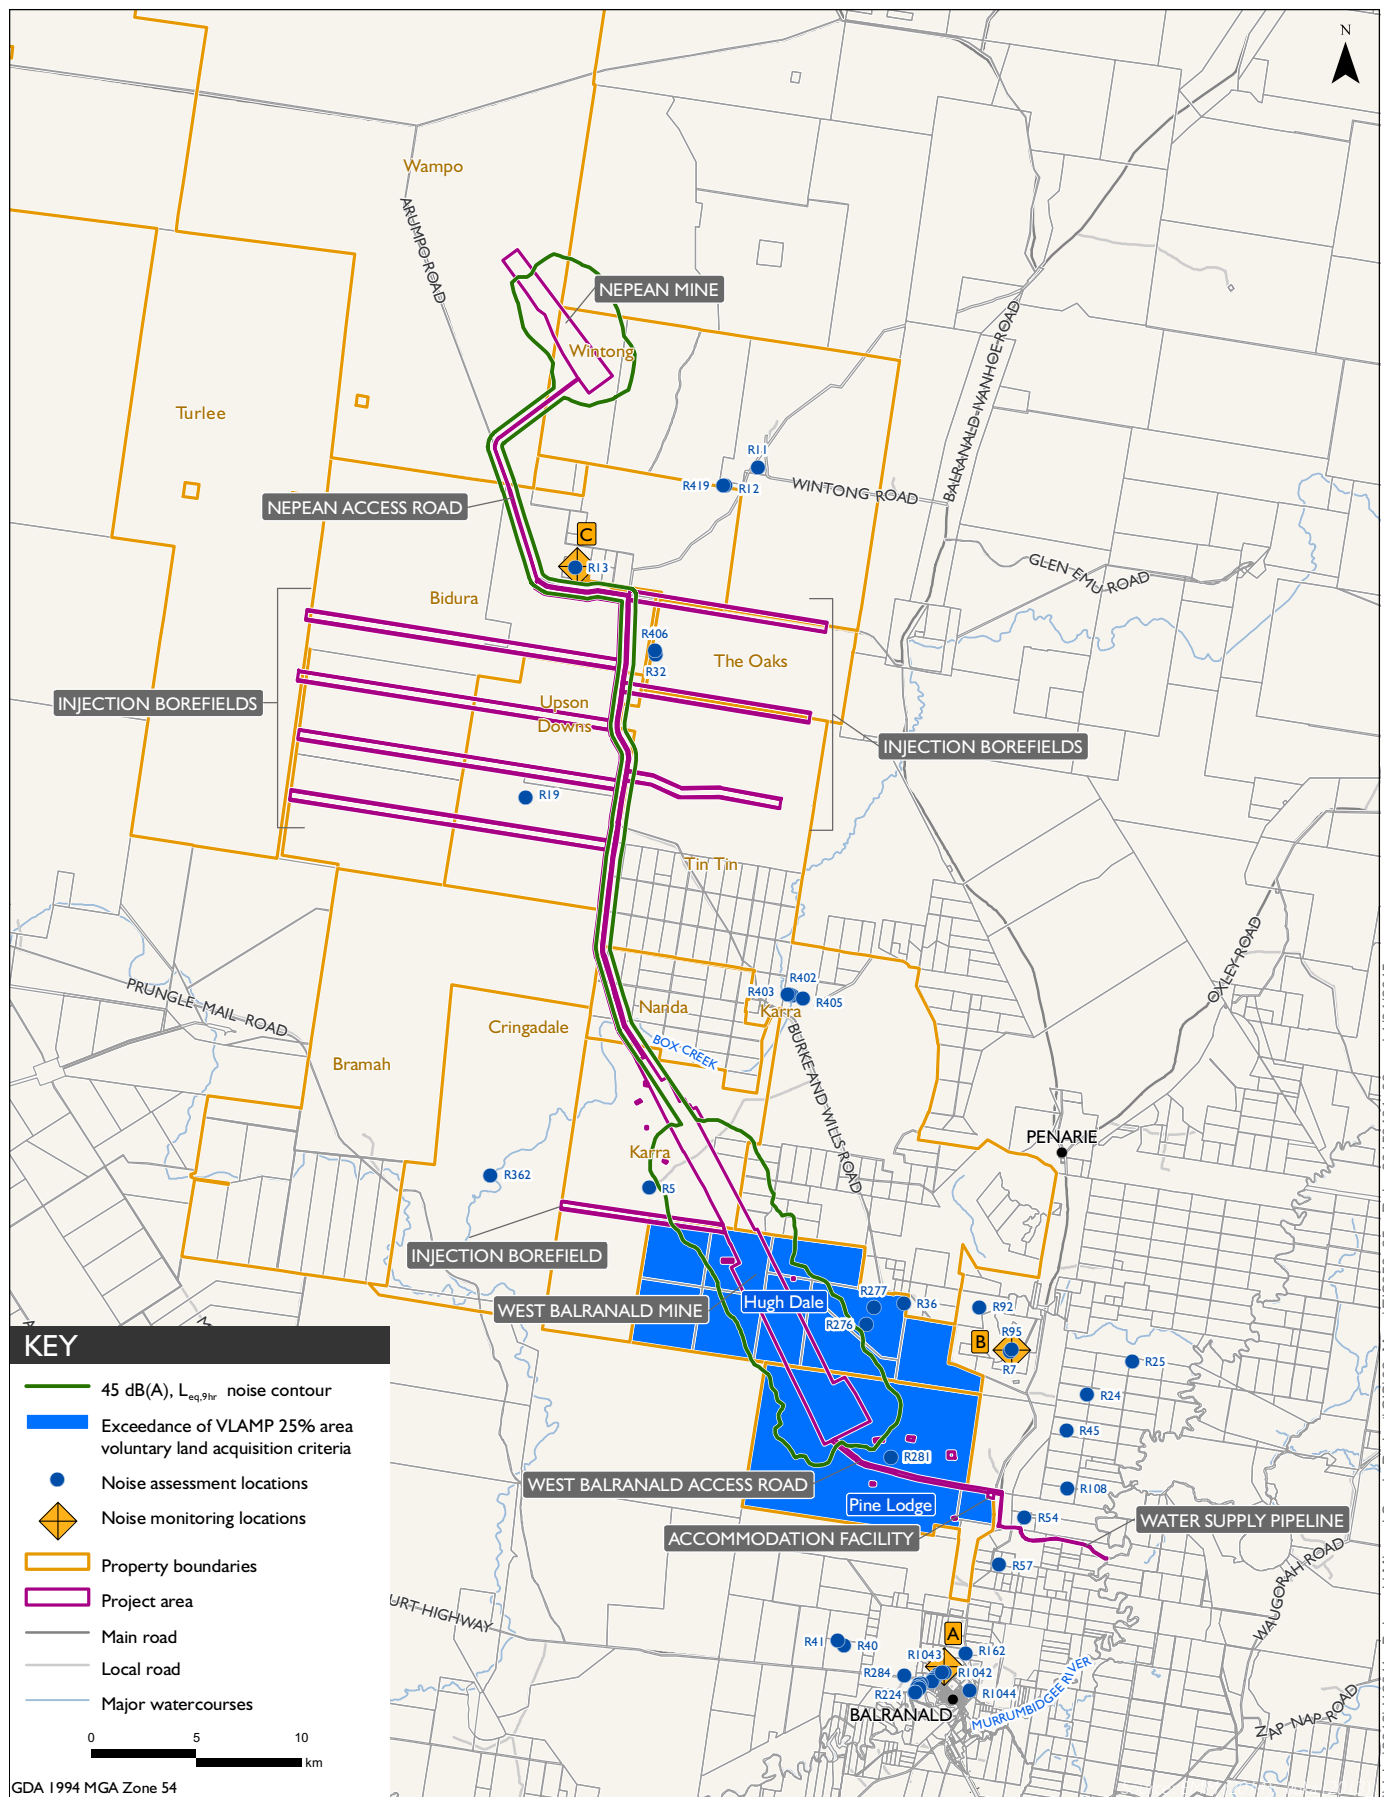 N
Wampo
ARUMPO ROAD
NEPEAN MINE
Wintong
BALRANALD-IVANHOE ROAD
Turlee
R11
R419
R12
WINTONG ROAD
NEPEAN ACCESS ROAD
C
R13
GLEN EMU ROAD
Bidura
R406
The Oaks
R32
INJECTION BOREFIELDS
Upson
Downs
INJECTION BOREFIELDS
R19
Tin Tin
OXLEY ROAD
R402
R403
R405
PRUNGLE MAIL ROAD
Nanda
Karra
Cringadale
BOX CREEK
BURKE AND WILLS ROAD
Bramah
PENARIE
Karra
R362
R5
INJECTION BOREFIELD
R277
Hugh Dale
R36
R92
WEST BALRANALD MINE
R276
B
R95
R7
R25
R24
R45
R281
WEST BALRANALD ACCESS ROAD
R108
Pine Lodge
R54
WATER SUPPLY PIPELINE
ACCOMMODATION FACILITY
R57
WAUGORAH ROAD
URT HIGHWAY
A
R41
R40
R1043
R162
R284
R1042
R224
R1044
BALRANALD
MURRUMBIDGEE RIVER
ZAP NAP ROAD
KEY
45 dB(A), Leq,9hr noise contour
Exceedance of VLAMP 25% area
voluntary land acquisition criteria
Noise assessment locations
Noise monitoring locations
Property boundaries
Project area
Main road
Local road
Major watercourses
0 5 10
km
GDA 1994 MGA Zone 54